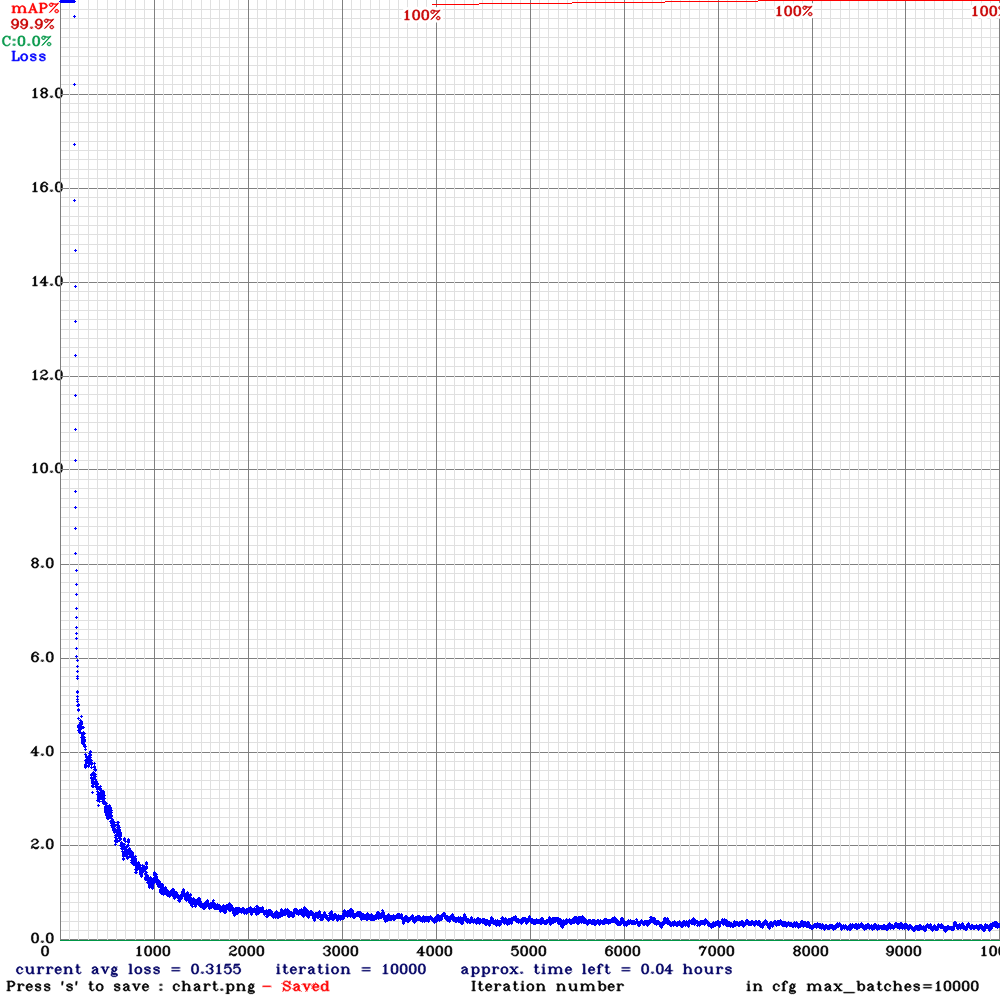 mAP%
99.9%
C:0.0%
Loss
100%
100%
100%
18.0
16.0
14.0
12.0
10.0
8.0
6.0
4.0
2.0
0.0
0 1000 2000 3000 4000 5000 6000 7000 8000 9000 100
current avg loss = 0.3155 iteration = 10000 approx. time left = 0.04 hours
Press 's' to save : chart.png - Saved Iteration number in cfg max_batches=10000